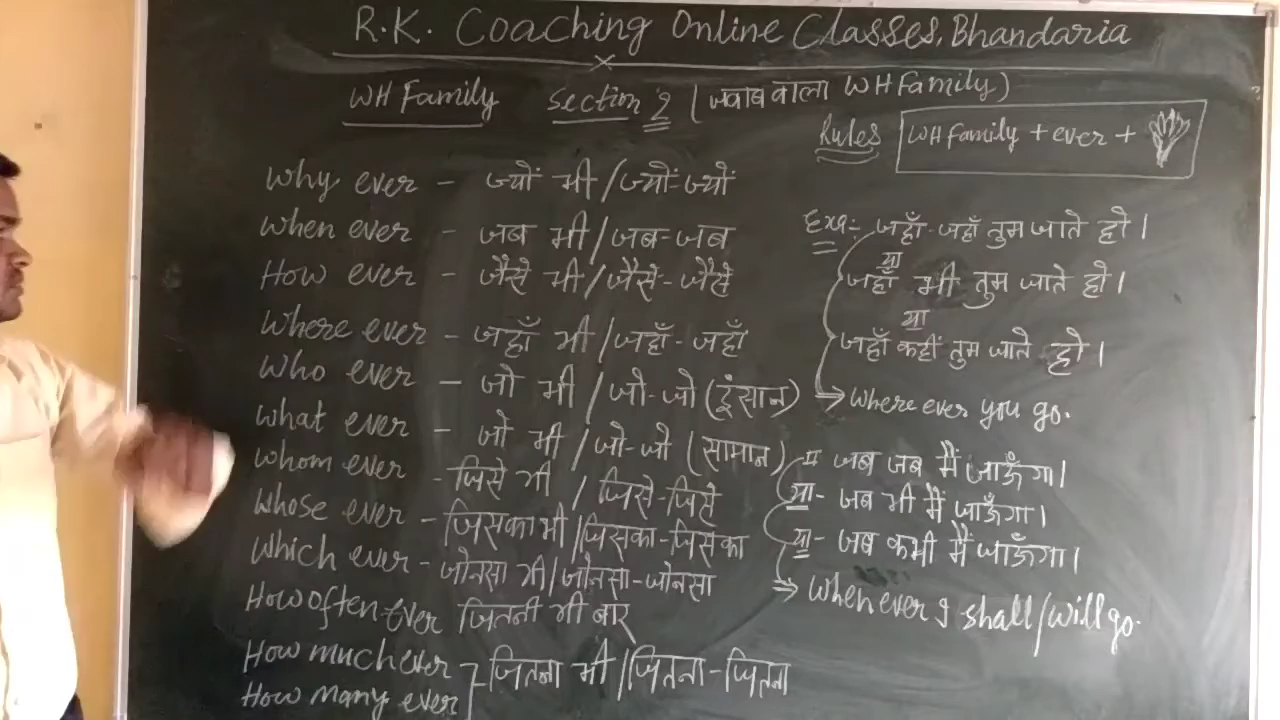 R.K. Coaching Online Classes, Bhandaria
WH Family Section 2 (जवाब वाला WH Family)
Rules WH family + ever +
Why ever - ज्यों भी/ज्यों-ज्यों
When ever - जब भी/जब-जब
How ever - जैसे भी/जैसे-जैसे
Where ever - जहाँ भी/जहाँ-जहाँ
Who ever - जो भी/जो-जो (इंसान)
What ever - जो भी/जो-जो (सामान)
Whom ever - जिसे भी/जिसे-जिसे
Whose ever - जिसका भी/जिसका-जिसका
Which ever - जोनसा भी/जोनसा-जोनसा
How often ever जितनी भी बार
How much ever
How many ever
जितना भी/जितना-जितना
Exa:- जहाँ-जहाँ तुम जाते हो।
या
जहाँ भी तुम जाते हो।
या
जहाँ कहीं तुम जाते हो।
⇒ Where ever you go.
जब जब मैं जाऊँगा।
या- जब भी मैं जाऊँगा।
या- जब कभी मैं जाऊँगा।
⇒ When ever I shall/will go.